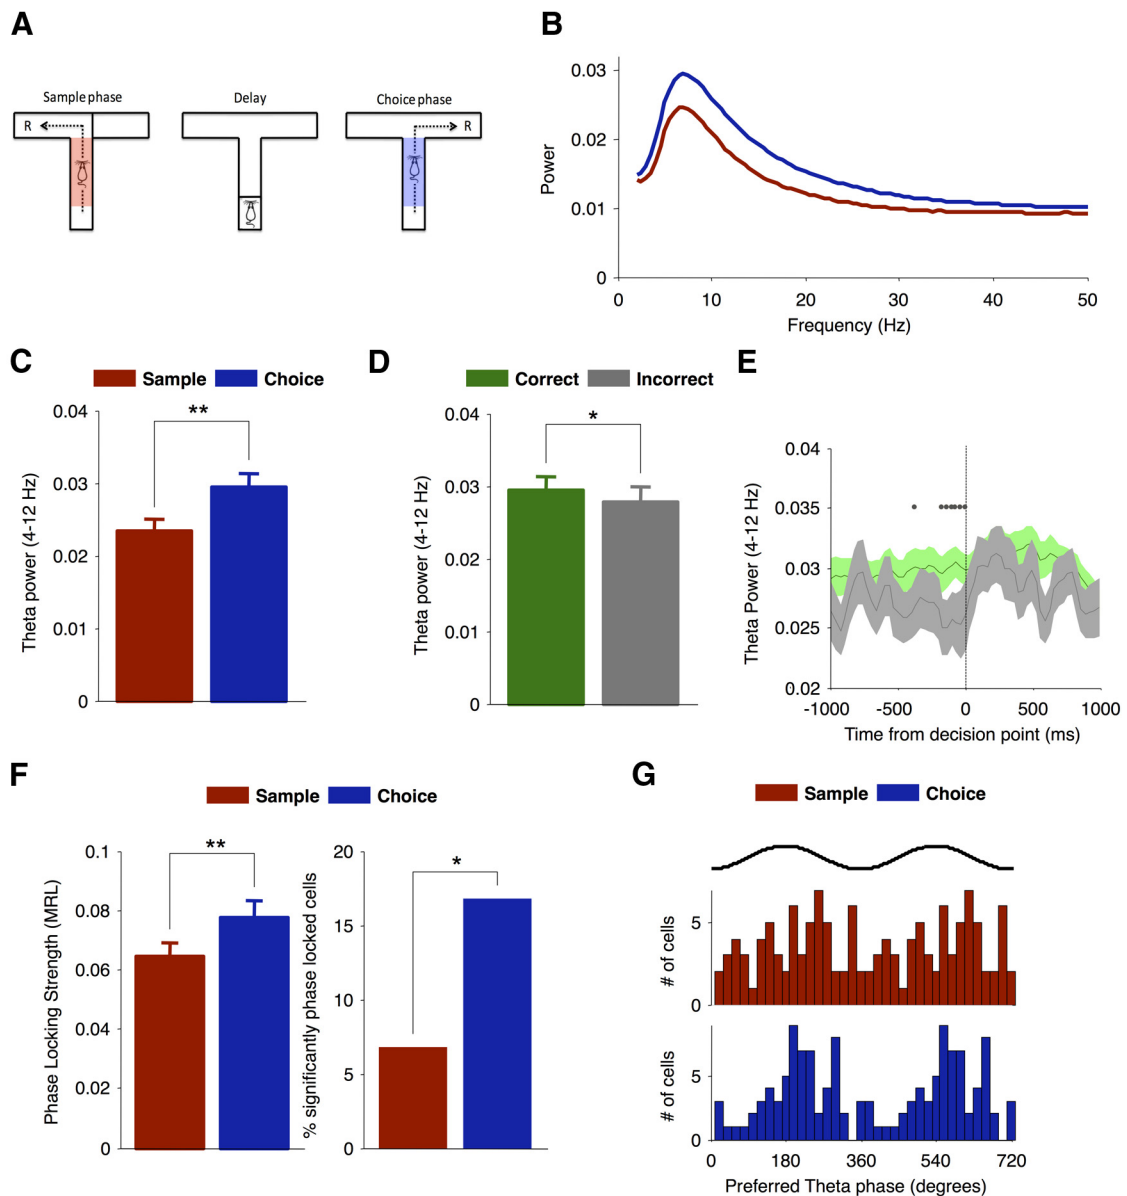 A
Sample phase
Delay
Choice phase
R
R
B
Power
0.03
0.02
0.01
0
0
10
20
30
40
50
Frequency (Hz)
C
Sample
Choice
**
Theta power (4-12 Hz)
0.04
0.03
0.02
0.01
0
D
Correct
Incorrect
*
Theta power (4-12 Hz)
0.04
0.03
0.02
0.01
0
E
Theta Power (4-12 Hz)
0.04
0.035
0.03
0.025
0.02
-1000
-500
0
500
1000
Time from decision point (ms)
F
Sample
Choice
**
Phase Locking Strength (MRL)
0.1
0.08
0.06
0.04
0.02
0
*
% significantly phase locked cells
20
15
10
5
0
G
Sample
Choice
# of cells
5
0
# of cells
5
0
0
180
360
540
720
Preferred Theta phase (degrees)